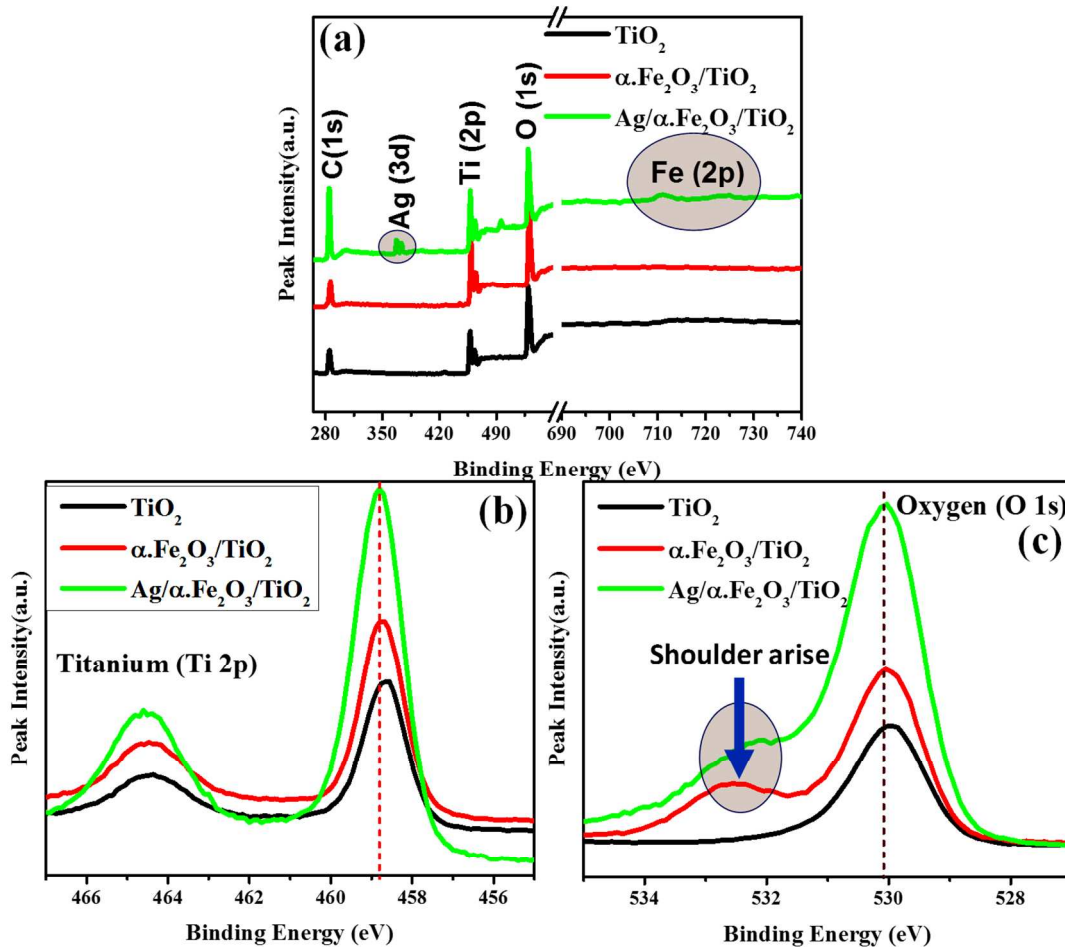 (a)
TiO₂
α.Fe₂O₃/TiO₂
Ag/α.Fe₂O₃/TiO₂
C(1s)
Ag (3d)
Ti (2p)
O (1s)
Fe (2p)
Peak Intensity(a.u.)
280 350 420 490 690 700 710 720 730 740
Binding Energy (eV)
(b)
TiO₂
α.Fe₂O₃/TiO₂
Ag/α.Fe₂O₃/TiO₂
Titanium (Ti 2p)
Peak Intensity(a.u.)
466 464 462 460 458 456
Binding Energy (eV)
Oxygen (O 1s)
(c)
TiO₂
α.Fe₂O₃/TiO₂
Ag/α.Fe₂O₃/TiO₂
Shoulder arise
Peak Intensity(a.u.)
534 532 530 528
Binding Energy (eV)